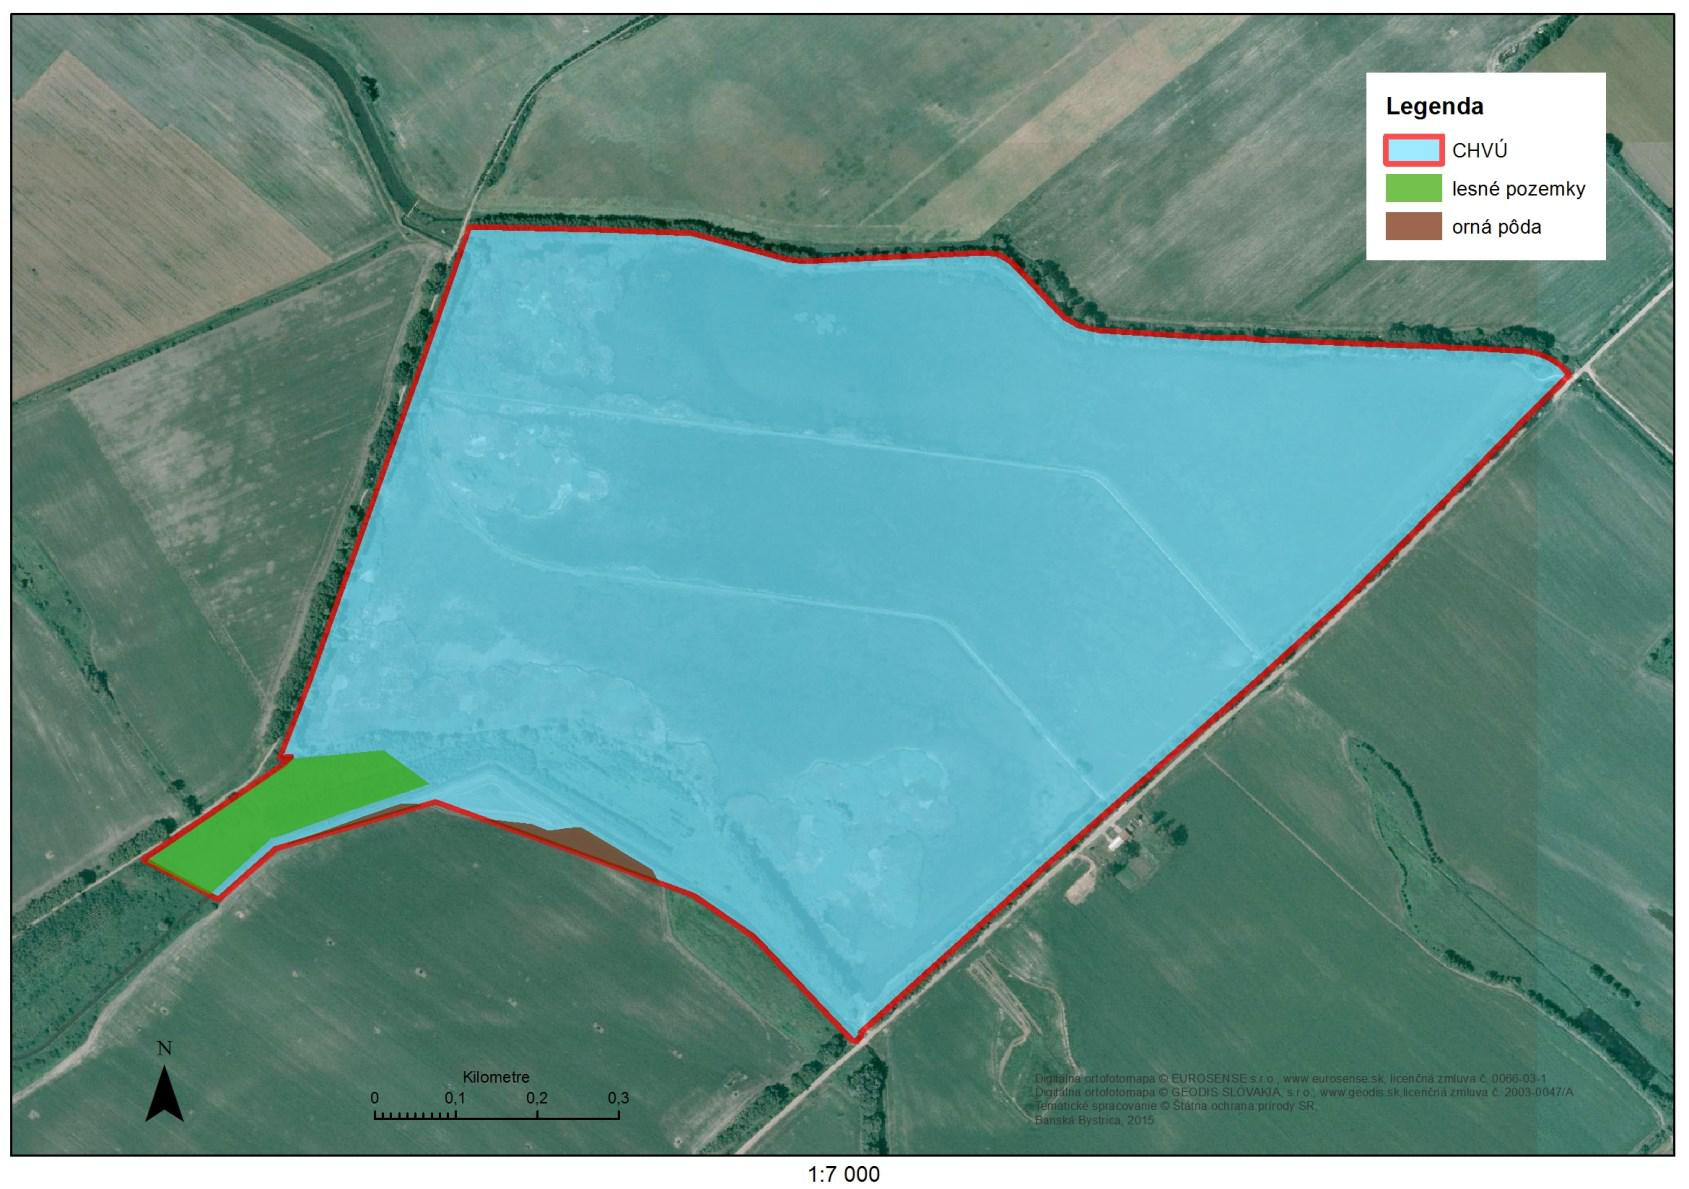 Legenda
CHVÚ
lesné pozemky
orná pôda
N
Kilometre
0 0,1 0,2 0,3
Digitálna ortofotomapa © EUROSENSE s.r.o., www.eurosense.sk, licenčná zmluva č. 0066-03-1
Digitálna ortofotomapa © GEODIS SLOVAKIA, s.r.o., www.geodis.sk,licenčná zmluva č. 2003-0047/A
Tematické spracovanie © Štátna ochrana prírody SR,
Banská Bystrica, 2015
1:7 000